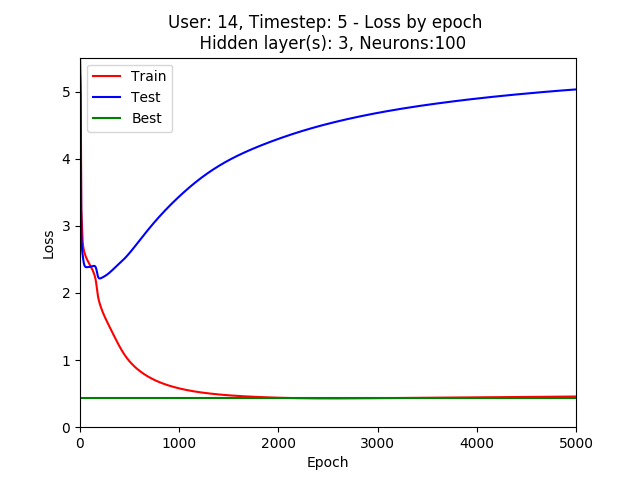 User: 14, Timestep: 5 - Loss by epoch
Hidden layer(s): 3, Neurons:100
Train
Test
Best
5
4
3
2
1
0
Loss
0 1000 2000 3000 4000 5000
Epoch